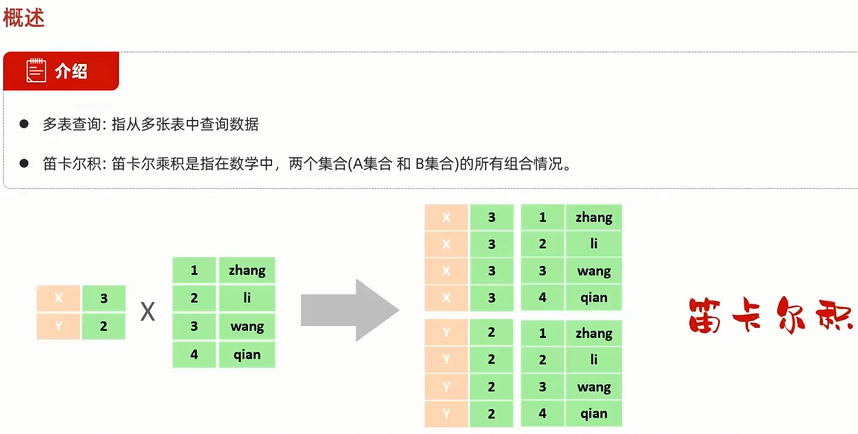 概述
介绍
● 多表查询: 指从多张表中查询数据
● 笛卡尔积: 笛卡尔乘积是指在数学中，两个集合(A集合 和 B集合)的所有组合情况。
X 3
Y 2
X
1 zhang
2 li
3 wang
4 qian
X 3 1 zhang
X 3 2 li
X 3 3 wang
X 3 4 qian
Y 2 1 zhang
Y 2 2 li
Y 2 3 wang
Y 2 4 qian
笛卡尔积